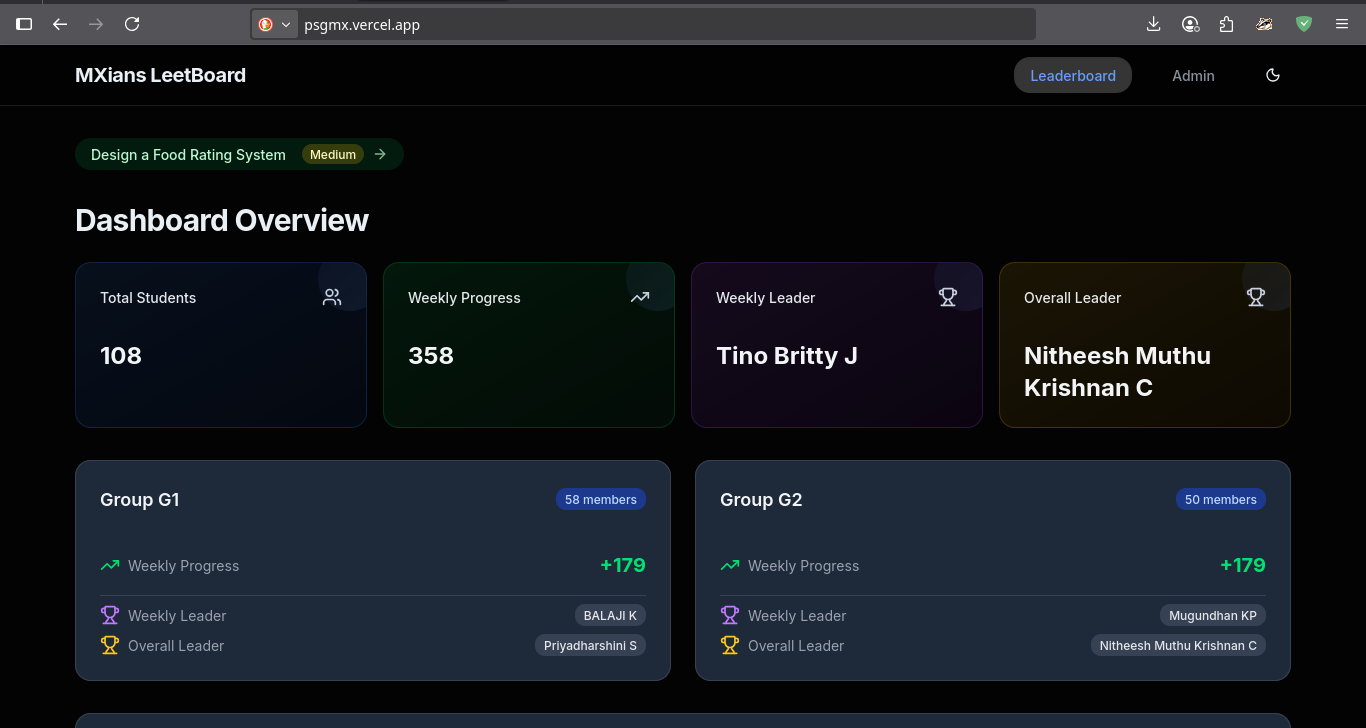 psgmx.vercel.app
MXians LeetBoard
Leaderboard
Admin
Design a Food Rating System Medium
Dashboard Overview
Total Students
108
Weekly Progress
358
Weekly Leader
Tino Britty J
Overall Leader
Nitheesh Muthu
Krishnan C
Group G1
58 members
Weekly Progress
+179
Weekly Leader
BALAJI K
Overall Leader
Priyadharshini S
Group G2
50 members
Weekly Progress
+179
Weekly Leader
Mugundhan KP
Overall Leader
Nitheesh Muthu Krishnan C